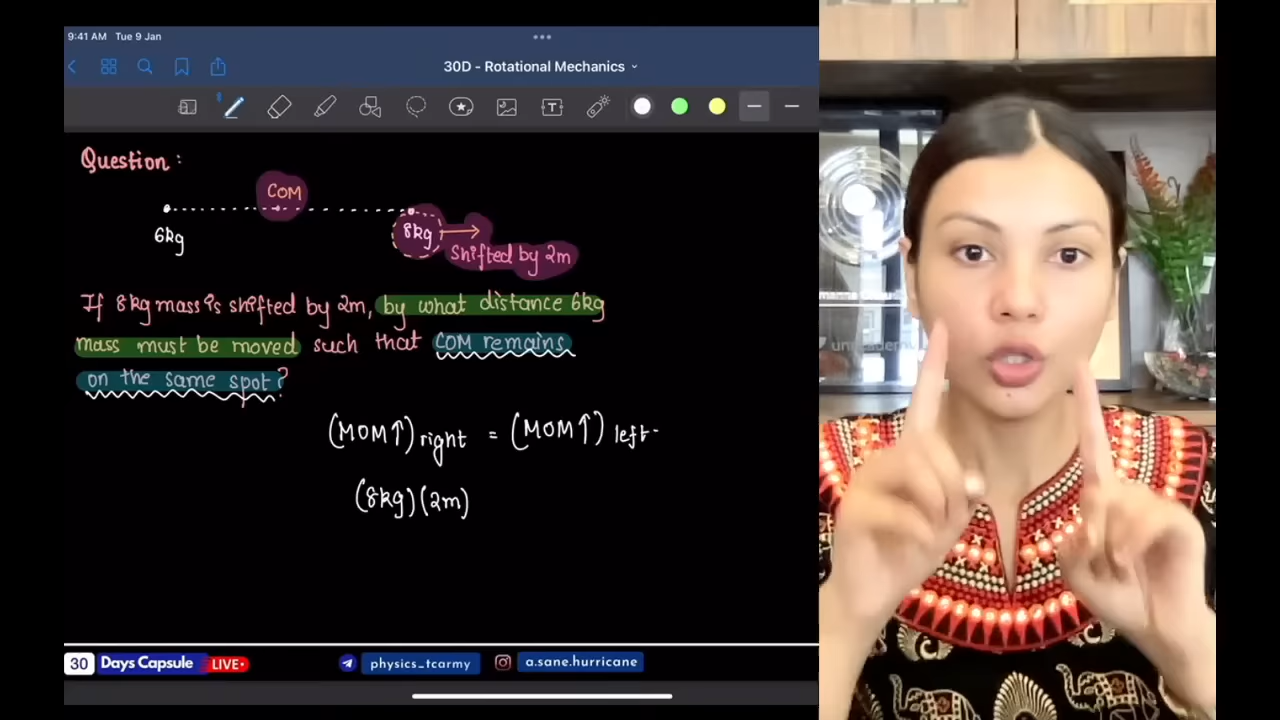 9:41 AM Tue 9 Jan
30D - Rotational Mechanics
Question :
COM
6kg
8kg
Shifted by 2m
If 8kg mass is shifted by 2m, by what distance 6kg
mass must be moved such that COM remains
on the same spot?
(MOM↑) right = (MOM↑) left
(8kg)(2m)
30 Days Capsule LIVE
physics_tcarmy
a.sane.hurricane